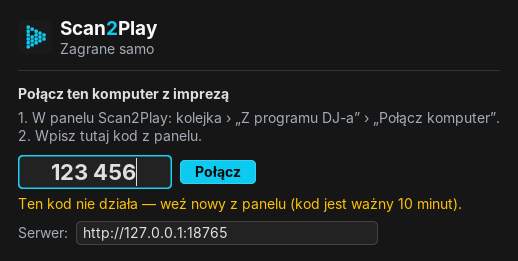 Scan2Play
Zagrane samo
Połącz ten komputer z imprezą
1. W panelu Scan2Play: kolejka › „Z programu DJ-a” › „Połącz komputer”.
2. Wpisz tutaj kod z panelu.
123 456
Połącz
Ten kod nie działa — weź nowy z panelu (kod jest ważny 10 minut).
Serwer: http://127.0.0.1:18765